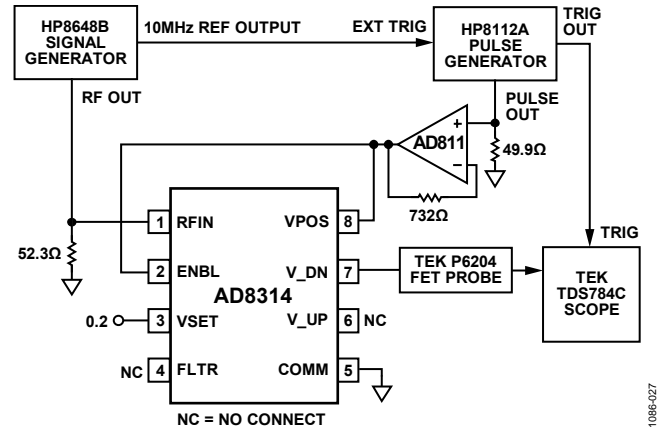 HP8648B
SIGNAL
GENERATOR
10MHz REF OUTPUT
EXT TRIG
HP8112A
PULSE
GENERATOR
TRIG
OUT
RF OUT
PULSE
OUT
+
AD811
–
49.9Ω
732Ω
TRIG
52.3Ω
1 RFIN
VPOS 8
2 ENBL
V_DN 7
AD8314
0.2
3 VSET
V_UP 6 NC
NC 4 FLTR
COMM 5
TEK P6204
FET PROBE
TEK
TDS784C
SCOPE
NC = NO CONNECT
1086-027